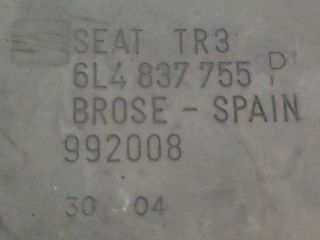 SEAT TR3
6L4 837 755 P
BROSE - SPAIN
992008
30 04